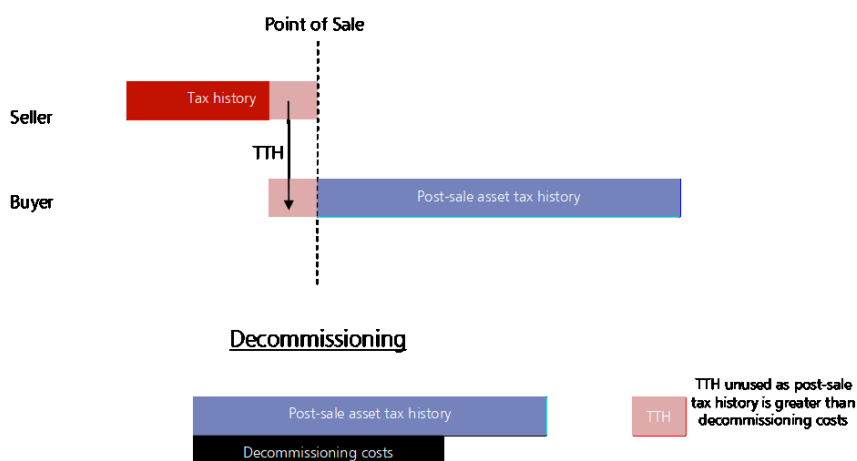 Point of Sale
Tax history
Seller
TTH
Buyer
Post-sale asset tax history
Decommissioning
Post-sale asset tax history
Decommissioning costs
TTH
TTH unused as post-sale
tax history is greater than
decommissioning costs